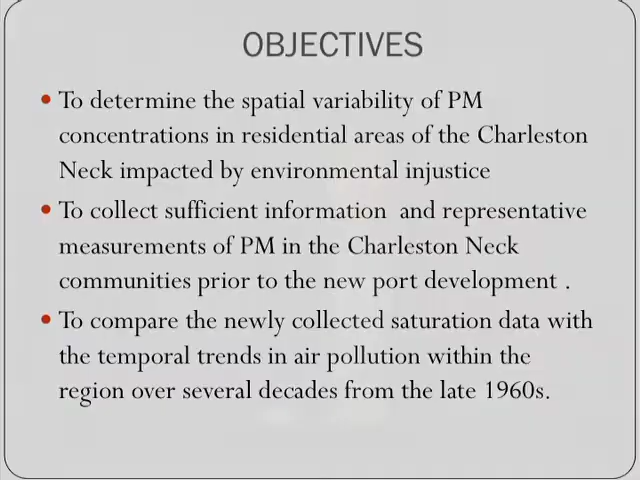 OBJECTIVES
• To determine the spatial variability of PM
concentrations in residential areas of the Charleston
Neck impacted by environmental injustice
• To collect sufficient information  and representative
measurements of PM in the Charleston Neck
communities prior to the new port development .
• To compare the newly collected saturation data with
the temporal trends in air pollution within the
region over several decades from the late 1960s.